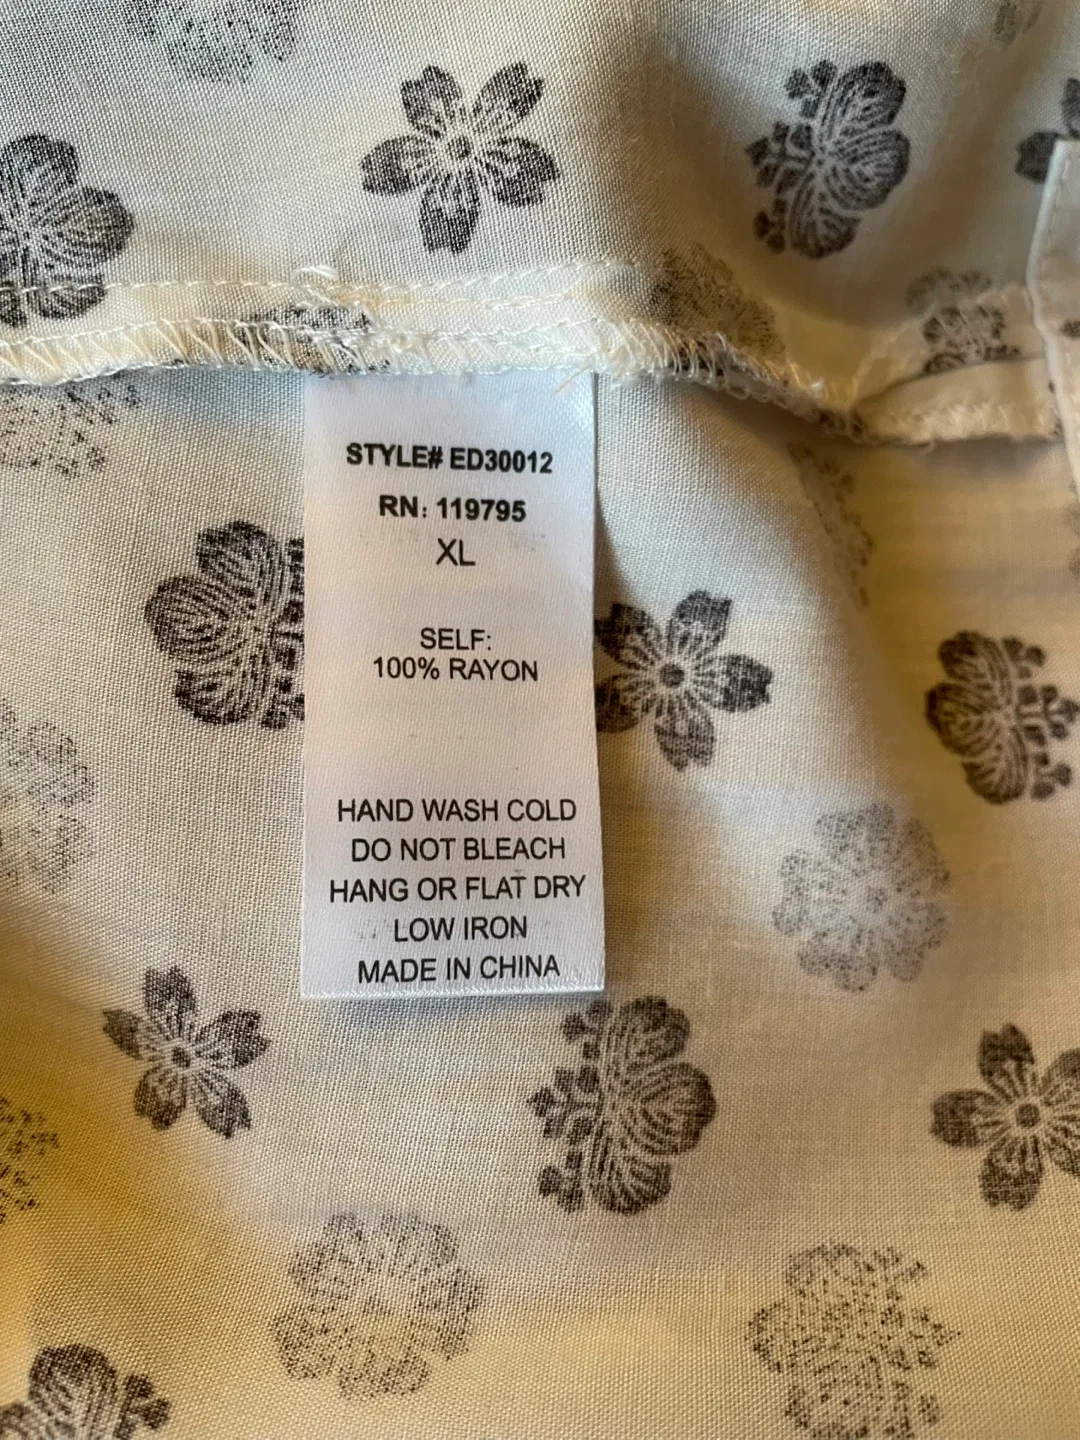 STYLE# ED30012
RN: 119795
XL
SELF:
100% RAYON
HAND WASH COLD
DO NOT BLEACH
HANG OR FLAT DRY
LOW IRON
MADE IN CHINA